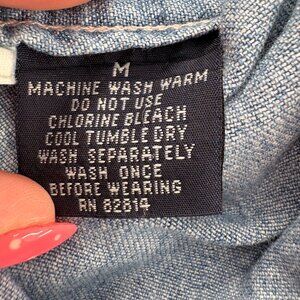 M
MACHINE WASH WARM
DO NOT USE
CHLORINE BLEACH
COOL TUMBLE DRY
WASH SEPARATELY
WASH ONCE
BEFORE WEARING
RN 82814